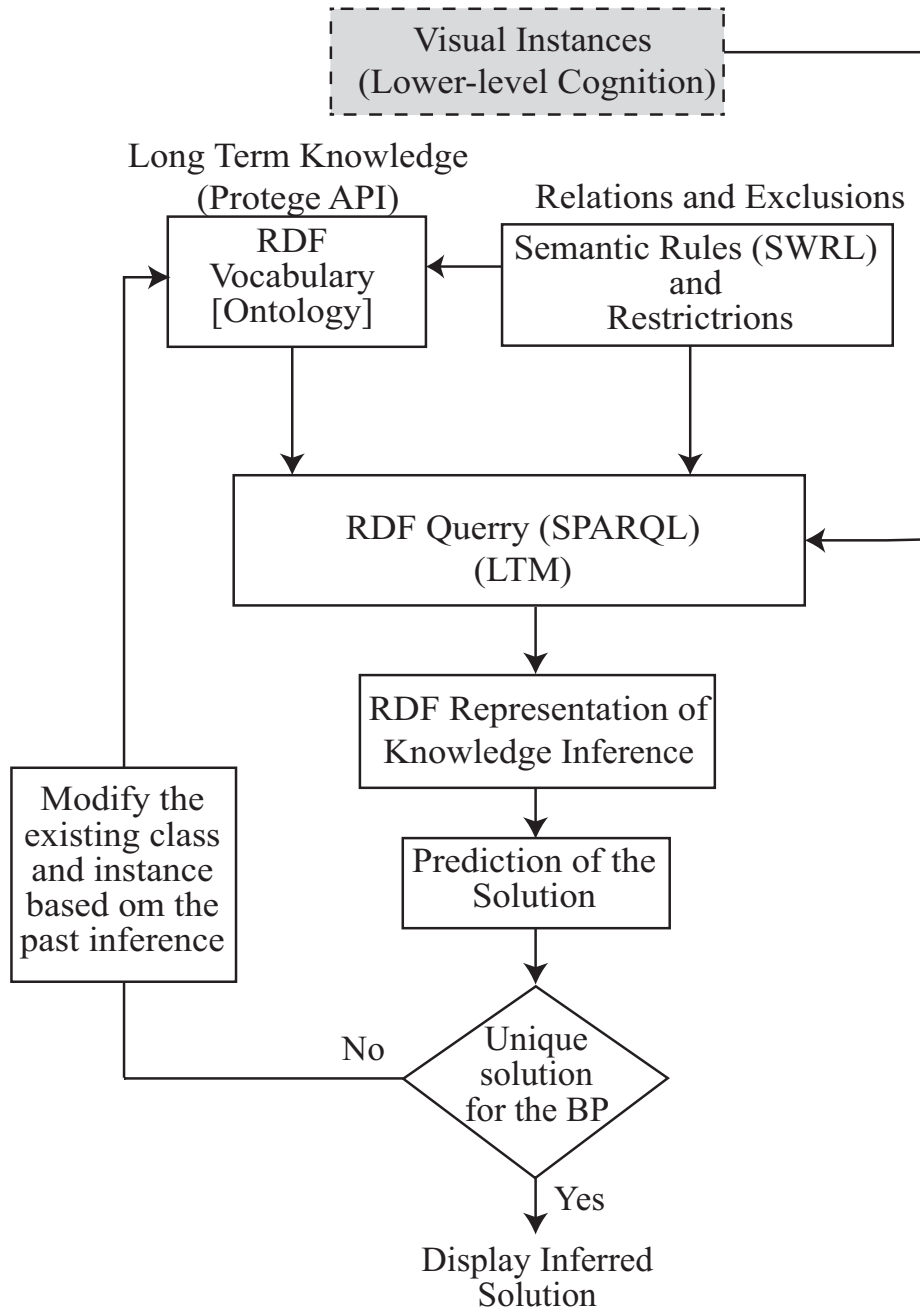 Visual Instances
(Lower-level Cognition)
Long Term Knowledge
(Protege API)
Relations and Exclusions
RDF
Vocabulary
[Ontology]
Semantic Rules (SWRL)
and
Restrictrions
RDF Querry (SPARQL)
(LTM)
RDF Representation of
Knowledge Inference
Modify the
existing class
and instance
based om the
past inference
Prediction of the
Solution
Unique
solution
for the BP
No
Yes
Display Inferred
Solution